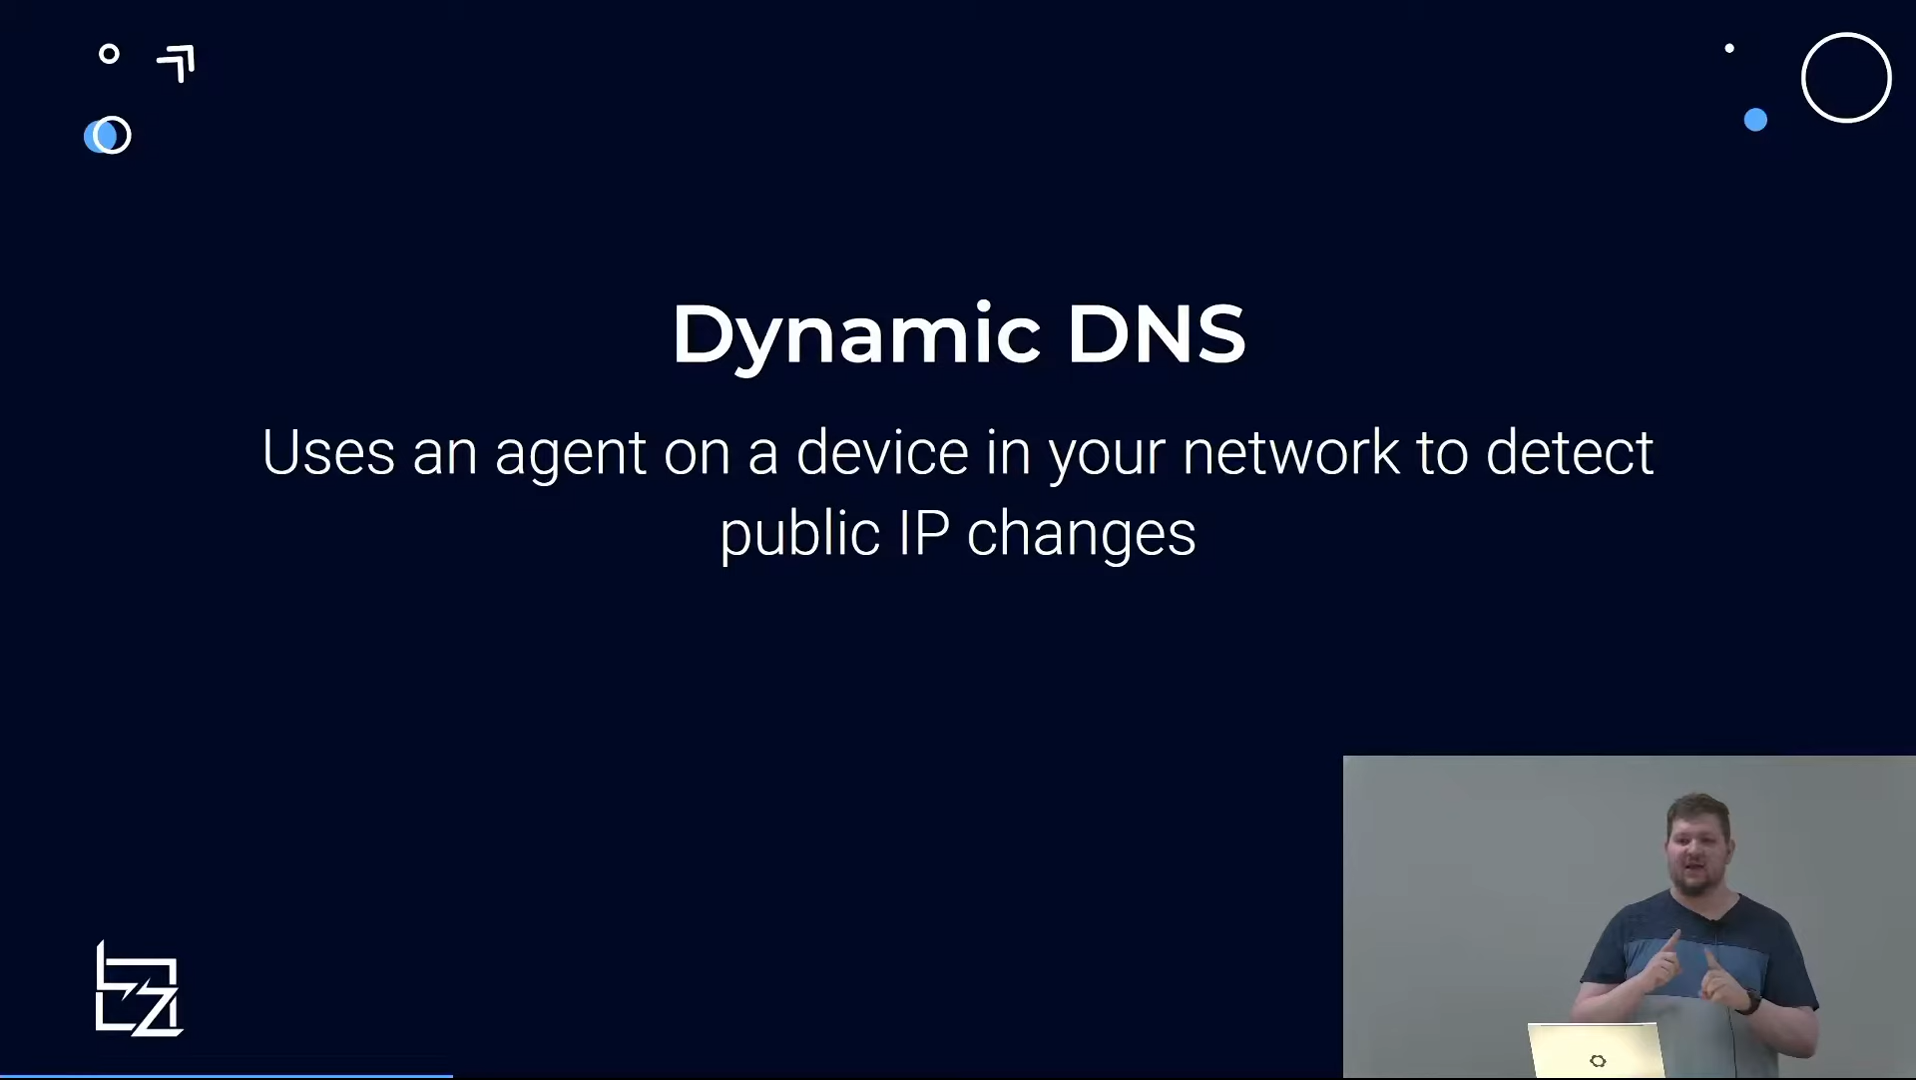 Dynamic DNS
Uses an agent on a device in your network to detect
public IP changes